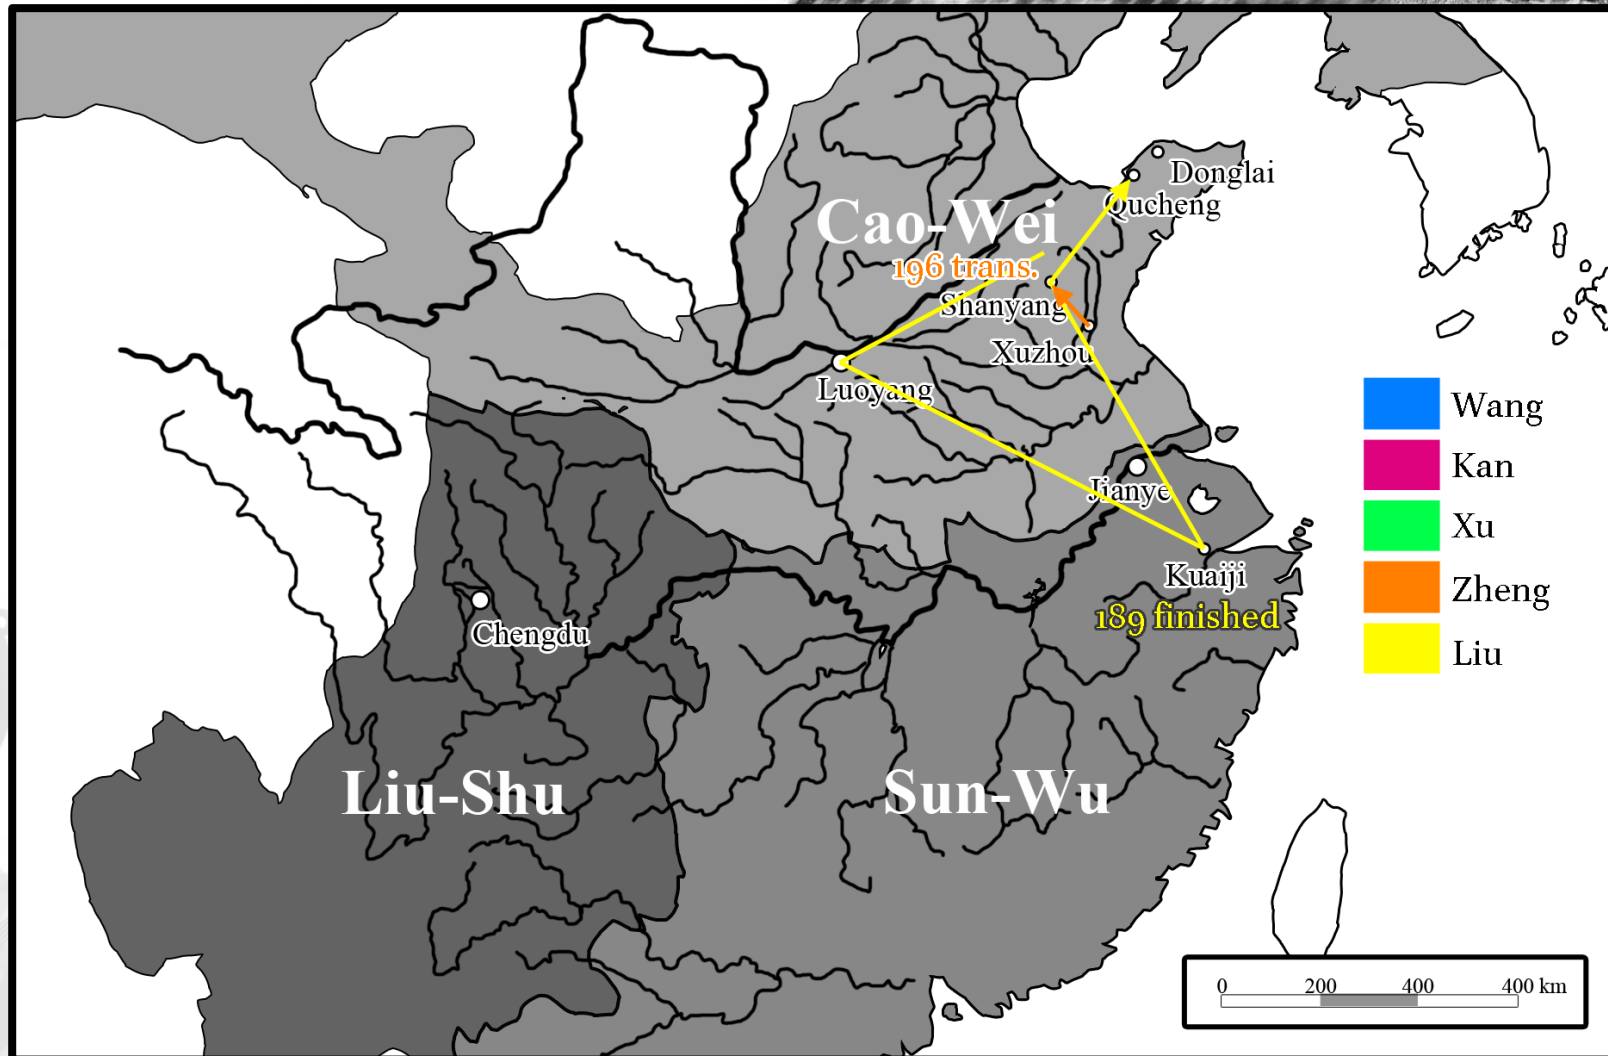 Donglai
Qucheng
Cao-Wei
196 trans.
Shanyang
Xuzhou
Luoyang
Jianye
Kuaiji
189 finished
Chengdu
Liu-Shu
Sun-Wu
Wang
Kan
Xu
Zheng
Liu
0 200 400 400 km